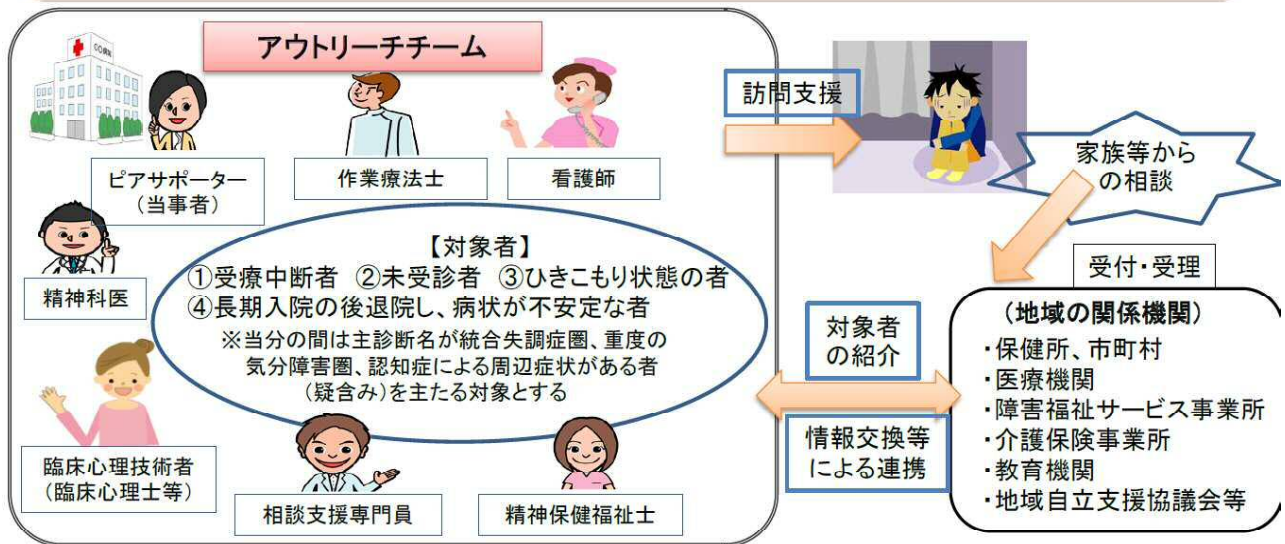 アウトリーチチーム
ピアサポーター
（当事者）
作業療法士
看護師
精神科医
【対象者】
①受療中断者 ②未受診者 ③ひきこもり状態の者
④長期入院の後退院し、病状が不安定な者
※当分の間は主診断名が統合失調症圏、重度の
気分障害圏、認知症による周辺症状がある者
（疑含み）を主たる対象とする
臨床心理技術者
（臨床心理士等）
相談支援専門員
精神保健福祉士
訪問支援
家族等から
の相談
受付・受理
対象者
の紹介
情報交換等
による連携
（地域の関係機関）
・保健所、市町村
・医療機関
・障害福祉サービス事業所
・介護保険事業所
・教育機関
・地域自立支援協議会等